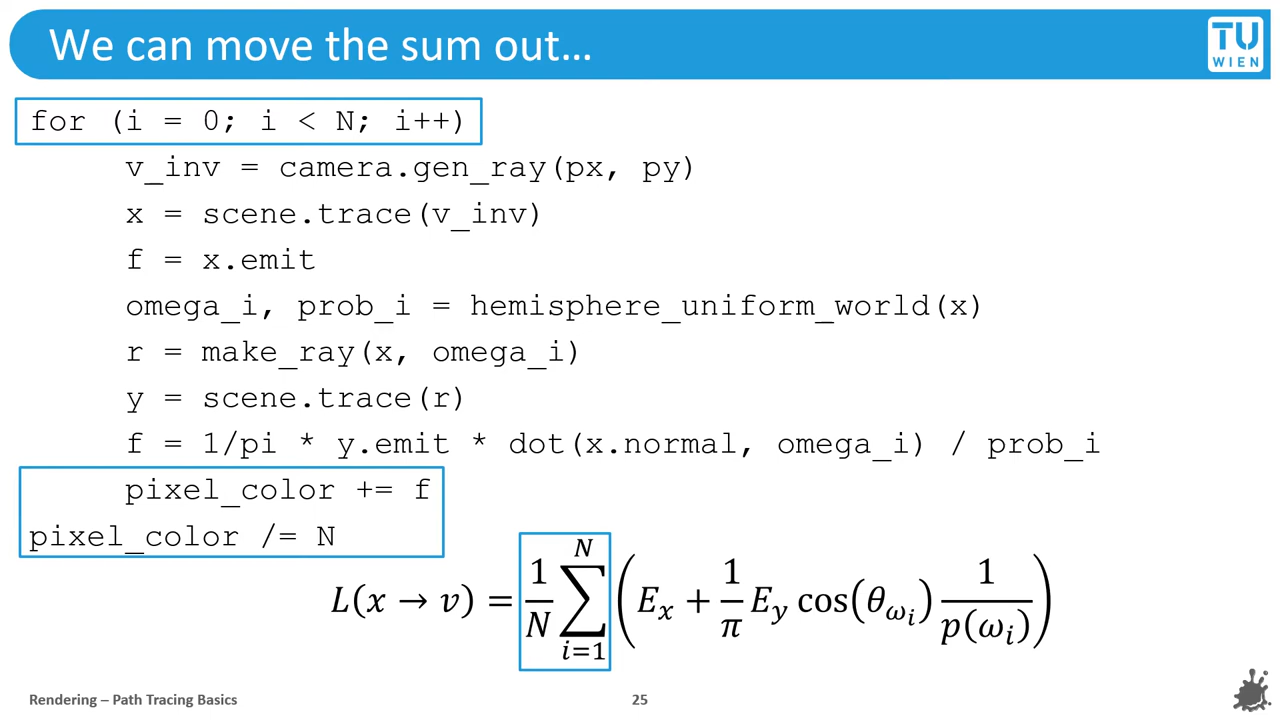 We can move the sum out…
TU
WIEN
for (i = 0; i < N; i++)
v_inv = camera.gen_ray(px, py)
x = scene.trace(v_inv)
f = x.emit
omega_i, prob_i = hemisphere_uniform_world(x)
r = make_ray(x, omega_i)
y = scene.trace(r)
f = 1/pi * y.emit * dot(x.normal, omega_i) / prob_i
pixel_color += f
pixel_color /= N
L(x → v) = 1/N ∑_{i=1}^{N} (E_x + 1/π E_y cos(θ_{ω_i}) 1/p(ω_i))
Rendering – Path Tracing Basics
25